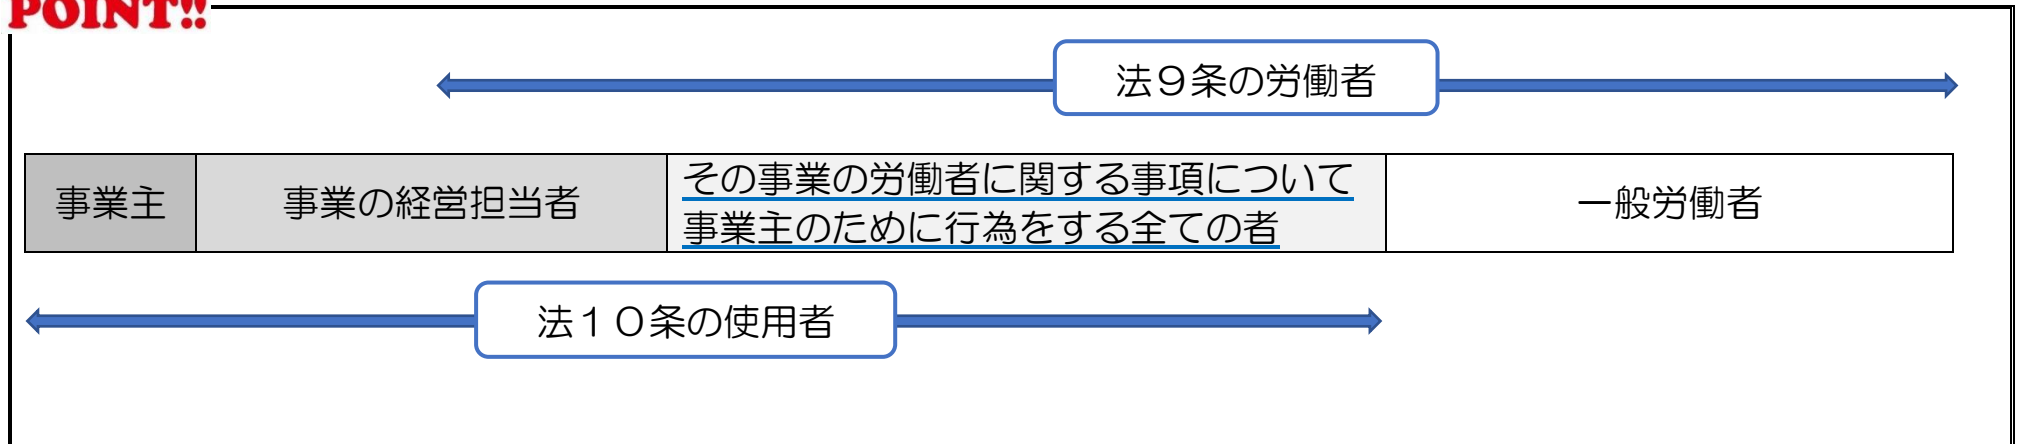 POINT!!
法９条の労働者
事業主
事業の経営担当者
その事業の労働者に関する事項について
事業主のために行為をする全ての者
一般労働者
法１０条の使用者